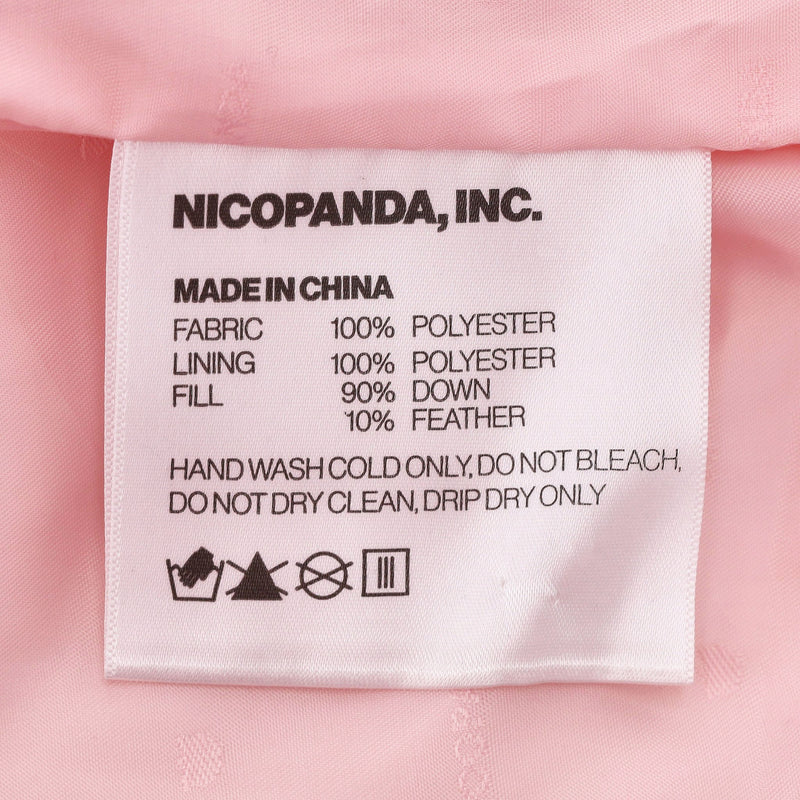 NICOPANDA, INC.
MADE IN CHINA
FABRIC 100% POLYESTER
LINING 100% POLYESTER
FILL 90% DOWN
10% FEATHER
HAND WASH COLD ONLY, DO NOT BLEACH,
DO NOT DRY CLEAN, DRIP DRY ONLY